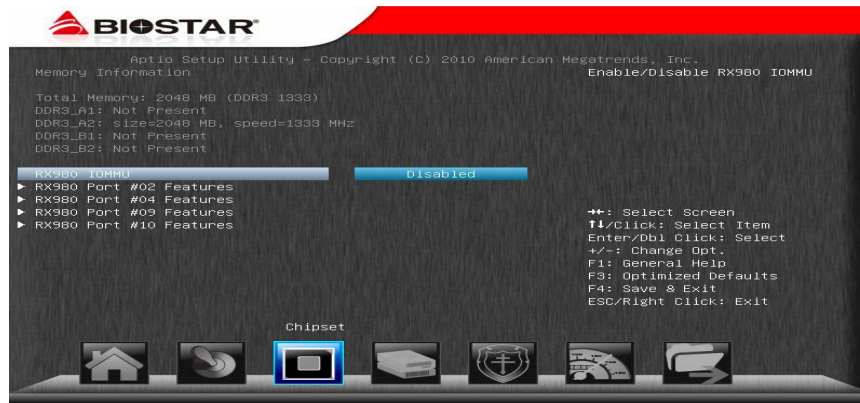 BIOSTAR
Aptio Setup Utility – Copyright (C) 2010 American Megatrends, Inc.
Memory Information
Total Memory: 2048 MB (DDR3 1333)
DDR3_A1: Not Present
DDR3_A2: size=2048 MB, speed=1333 MHz
DDR3_B1: Not Present
DDR3_B2: Not Present
RX980 IOMMU Disabled
► RX980 Port #02 Features
► RX980 Port #04 Features
► RX980 Port #09 Features
► RX980 Port #10 Features
Enable/Disable RX980 IOMMU
→←: Select Screen
↑↓/Click: Select Item
Enter/Dbl Click: Select
+/-: Change Opt.
F1: General Help
F3: Optimized Defaults
F4: Save & Exit
ESC/Right Click: Exit
Chipset